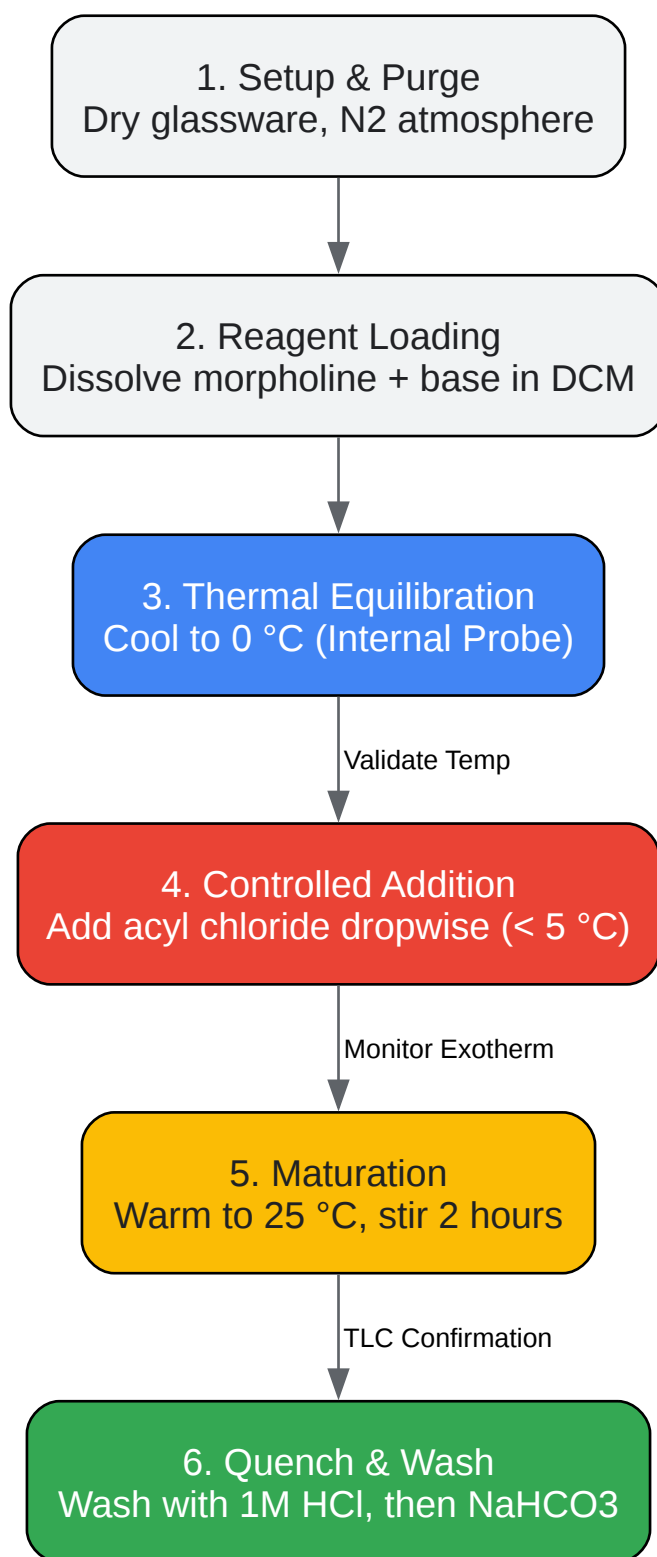 1. Setup & Purge
Dry glassware, N2 atmosphere
2. Reagent Loading
Dissolve morpholine + base in DCM
3. Thermal Equilibration
Cool to 0 °C (Internal Probe)
Validate Temp
4. Controlled Addition
Add acyl chloride dropwise (< 5 °C)
Monitor Exotherm
5. Maturation
Warm to 25 °C, stir 2 hours
TLC Confirmation
6. Quench & Wash
Wash with 1M HCl, then NaHCO3